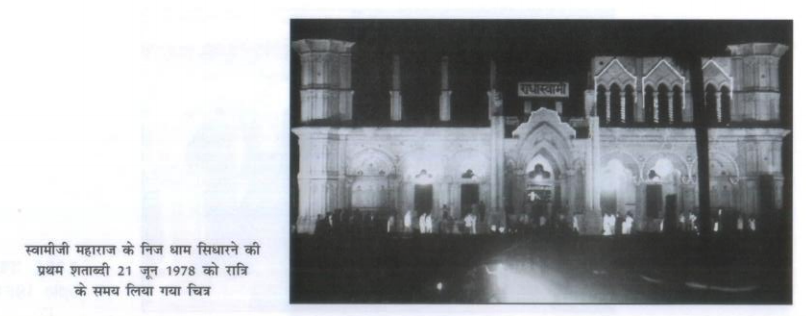 राधास्वामी
स्वामीजी महाराज के निज धाम सिधारने की
प्रथम शताब्दी 21 जून 1978 को रात्रि
के समय लिया गया चित्र